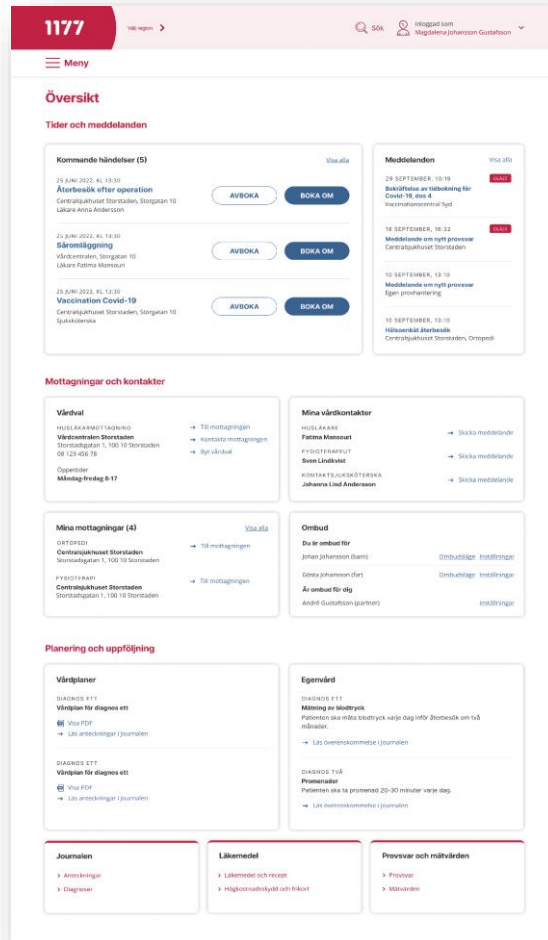 1177
Välj region
Sök
Inloggad som
Magdalena Johansson Gustafsson
Meny
Översikt
Tider och meddelanden
Kommande händelser (5)
Visa alla
25 JUNI 2022, KL 13:30
Återbesök efter operation
Centralsjukhuset Storstaden, Storgatan 10
Läkare Anna Andersson
AVBOKA
BOKA OM
25 JUNI 2022, KL 13:30
Såromläggning
Vårdcentralen, Storgatan 10
Läkare Fatima Mansouri
AVBOKA
BOKA OM
25 JUNI 2022, KL 13:30
Vaccination Covid-19
Centralsjukhuset Storstaden, Storgatan 10
Sjuksköterska
AVBOKA
BOKA OM
Meddelanden
Visa alla
29 SEPTEMBER, 10:19
OLÄST
Bekräftelse av tidbokning för
Covid-19, dos 4
Vaccinationscentral Syd
16 SEPTEMBER, 16:32
OLÄST
Meddelande om nytt provsvar
Centralsjukhuset Storstaden
10 SEPTEMBER, 13:10
Meddelande om nytt provsvar
Egen provhantering
10 SEPTEMBER, 13:10
Hälsoenkät återbesök
Centralsjukhuset Storstaden, Ortopedi
Mottagningar och kontakter
Vårdval
HUSLÄKARMOTTAGNING
Vårdcentralen Storstaden
Storstadsgatan 1, 100 10 Storstaden
08 123 456 78
Öppettider
Måndag-fredag 8-17
Till mottagningen
Kontakta mottagningen
Byt vårdval
Mina vårdkontakter
HUSLÄKARE
Fatima Mansouri
Skicka meddelande
FYSIOTERAPEUT
Sven Lindkvist
Skicka meddelande
KONTAKTSJUKSKÖTERSKA
Johanna Lind Andersson
Skicka meddelande
Mina mottagningar (4)
Visa alla
ORTOPEDI
Centralsjukhuset Storstaden
Storstadsgatan 1, 100 10 Storstaden
Till mottagningen
FYSIOTERAPI
Centralsjukhuset Storstaden
Storstadsgatan 1, 100 10 Storstaden
Till mottagningen
Ombud
Du är ombud för
Johan Johansson (barn)
Ombudsläge Inställningar
Gösta Johansson (far)
Ombudsläge Inställningar
Är ombud för dig
André Gustafsson (partner)
Inställningar
Planering och uppföljning
Vårdplaner
DIAGNOS ETT
Vårdplan för diagnos ett
Visa PDF
Läs anteckningar i Journalen
DIAGNOS ETT
Vårdplan för diagnos ett
Visa PDF
Läs anteckningar i Journalen
Egenvård
DIAGNOS ETT
Mätning av blodtryck
Patienten ska mäta blodtryck varje dag inför återbesök om två
månader.
Läs överenskommelse i Journalen
DIAGNOS TVÅ
Promenader
Patienten ska ta promenad 20-30 minuter varje dag.
Läs överenskommelse i Journalen
Journalen
Anteckningar
Diagnoser
Läkemedel
Läkemedel och recept
Högkostnadsskydd och frikort
Provsvar och mätvärden
Provsvar
Mätvärden